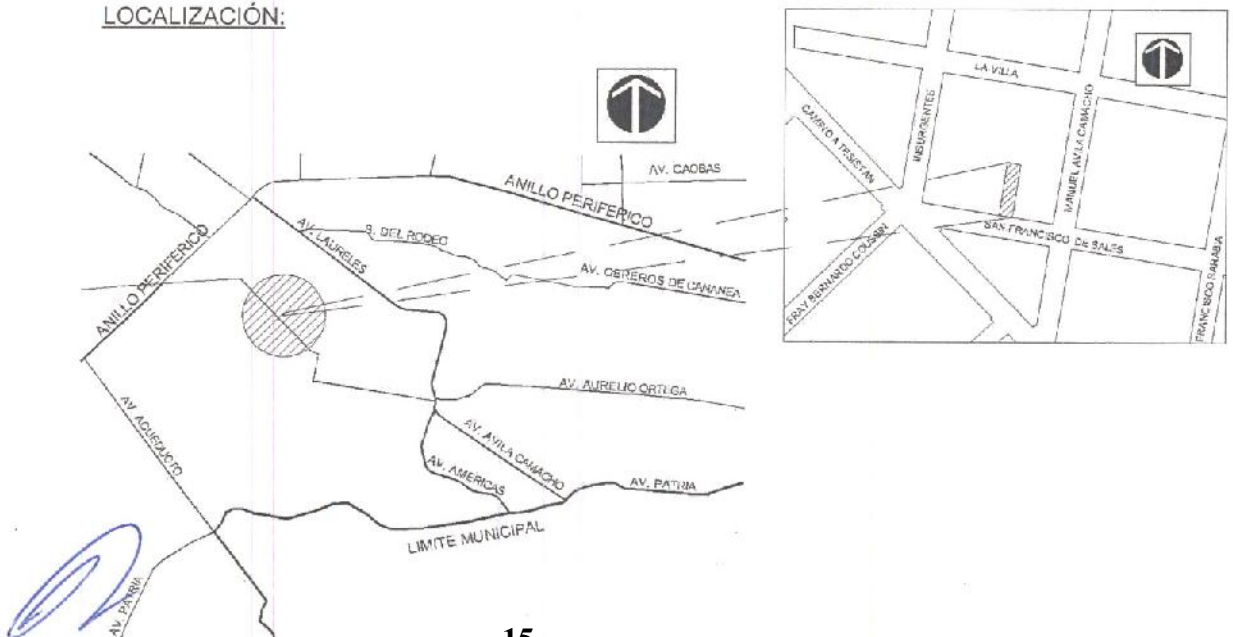 LOCALIZACIÓN:
AV. CAOBAS
ANILLO PERIFERICO
ANILLO PERIFERICO
AV. LAURELES
S. DEL RODEO
AV. OBREROS DE CANANEA
AV. AURELIO ORTEGA
AV. ACUEDUCTO
AV. AVILA CAMACHO
AV. AMERICAS
AV. PATRIA
LIMITE MUNICIPAL
AV. PATRIA
LA VILLA
CAMINO A TESISTAN
INSURGENTES
MANUEL AVILA CAMACHO
SAN FRANCISCO DE SALES
FRAY BERNARDO COUSSIN
FRANCISCO SARABIA
15